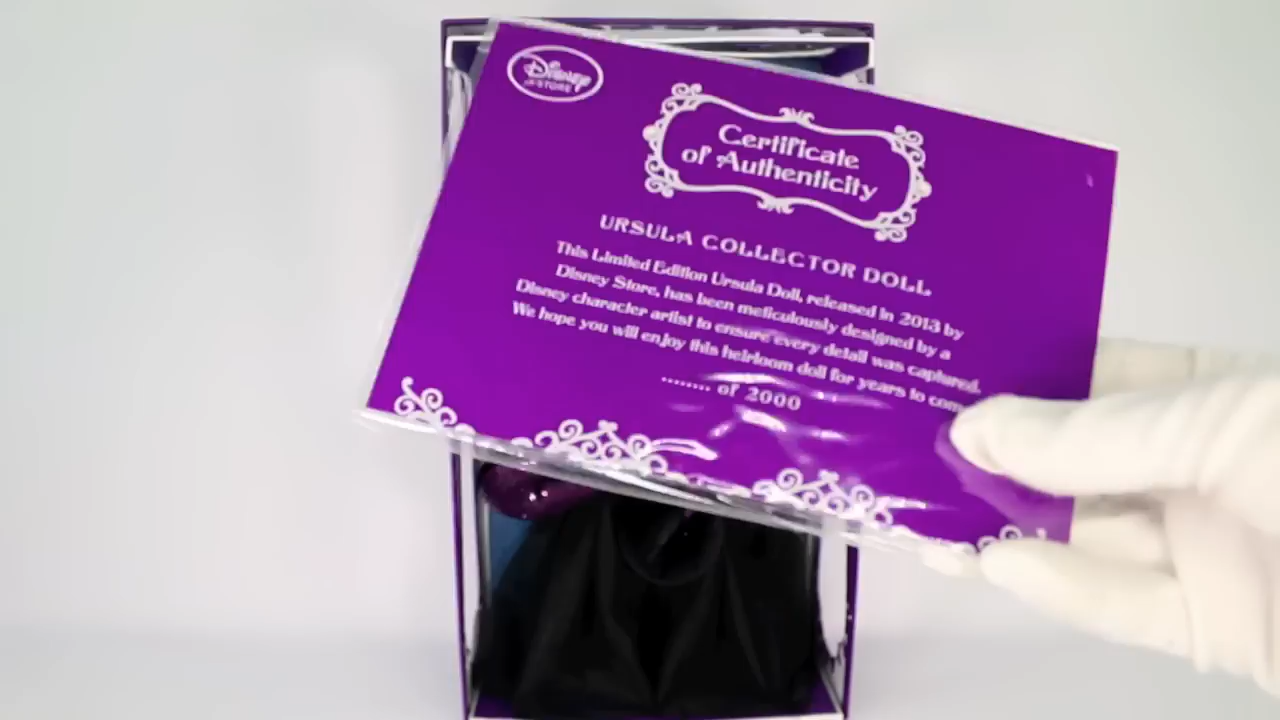 Disney
STORE
Certificate
of Authenticity
URSULA COLLECTOR DOLL
This Limited Edition Ursula Doll, released in 2013 by
Disney Store, has been meticulously designed by a
Disney character artist to ensure every detail was captured.
We hope you will enjoy this heirloom doll for years to
........ of 2000